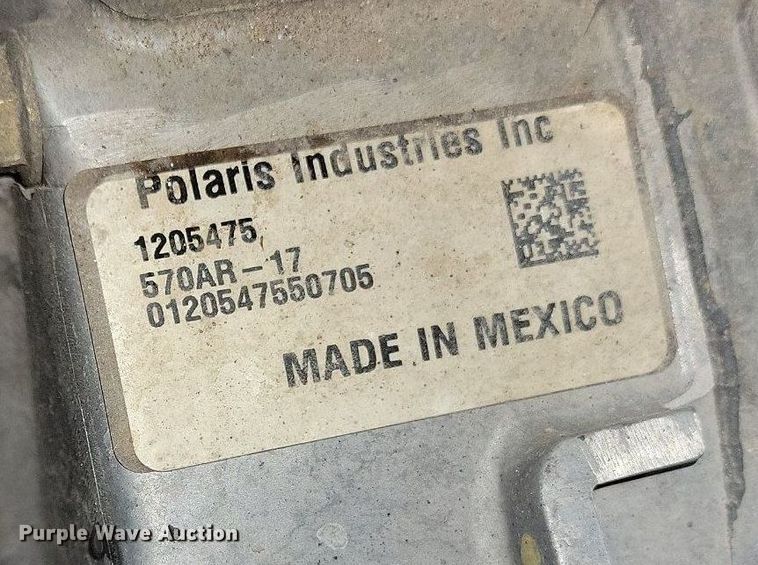 Polaris Industries Inc
1205475
570AR-17
0120547550705
MADE IN MEXICO
Purple Wave Auction